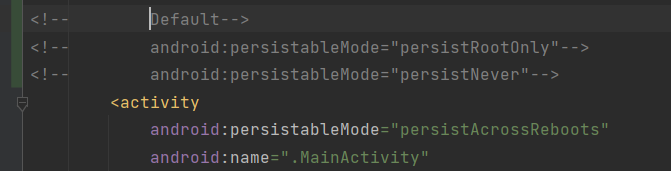 <!--        Default-->
<!--        android:persistableMode="persistRootOnly"-->
<!--        android:persistableMode="persistNever"-->
<activity
android:persistableMode="persistAcrossReboots"
android:name=".MainActivity"